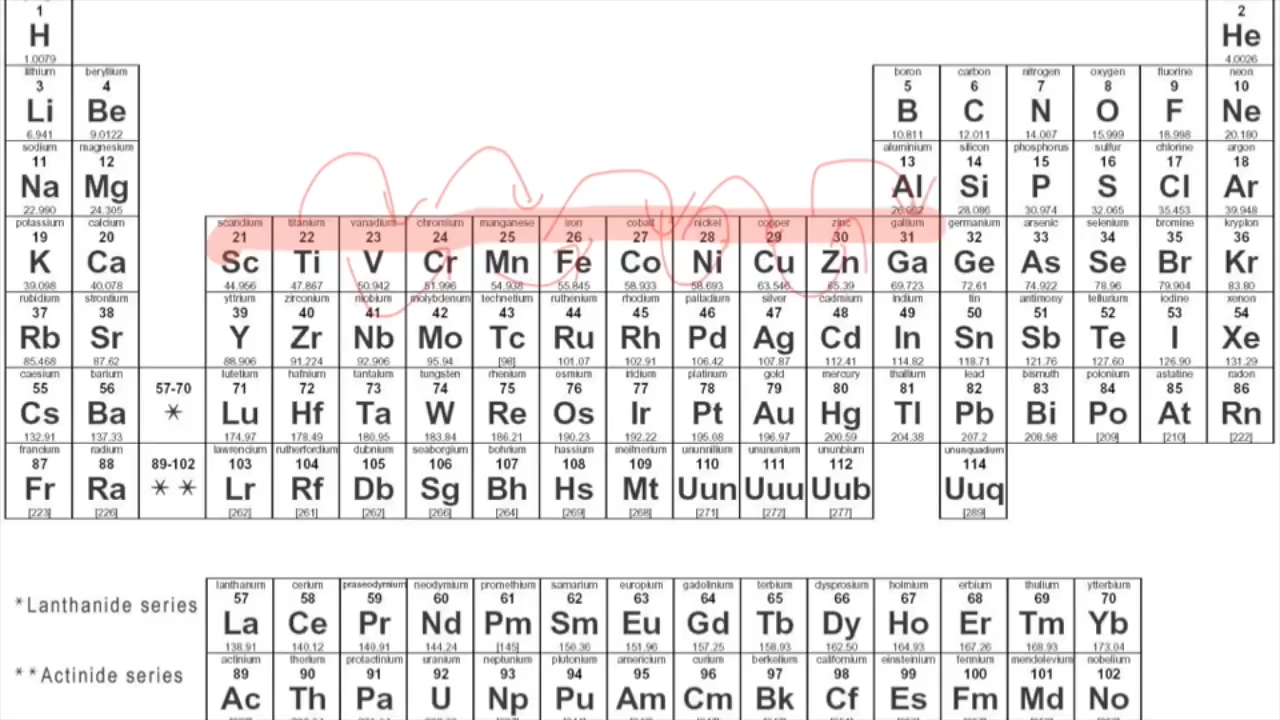 1 2
H He
1.0079 4.0026
lithium beryllium boron carbon nitrogen oxygen fluorine neon
3 4 5 6 7 8 9 10
Li Be B C N O F Ne
6.941 9.0122 10.811 12.011 14.007 15.999 18.998 20.180
sodium magnesium aluminium silicon phosphorus sulfur chlorine argon
11 12 13 14 15 16 17 18
Na Mg Al Si P S Cl Ar
22.990 24.305 26.982 28.086 30.974 32.065 35.453 39.948
potassium calcium scandium titanium vanadium chromium manganese iron cobalt nickel copper zinc gallium germanium arsenic selenium bromine krypton
19 20 21 22 23 24 25 26 27 28 29 30 31 32 33 34 35 36
K Ca Sc Ti V Cr Mn Fe Co Ni Cu Zn Ga Ge As Se Br Kr
39.098 40.078 44.956 47.867 50.942 51.996 54.938 55.845 58.933 58.693 63.546 65.39 69.723 72.61 74.922 78.96 79.904 83.80
rubidium strontium yttrium zirconium niobium molybdenum technetium ruthenium rhodium palladium silver cadmium indium tin antimony tellurium iodine xenon
37 38 39 40 41 42 43 44 45 46 47 48 49 50 51 52 53 54
Rb Sr Y Zr Nb Mo Tc Ru Rh Pd Ag Cd In Sn Sb Te I Xe
85.468 87.62 88.906 91.224 92.906 95.94 [98] 101.07 102.91 106.42 107.87 112.41 114.82 118.71 121.76 127.60 126.90 131.29
caesium barium lutetium hafnium tantalum tungsten rhenium osmium iridium platinum gold mercury thallium lead bismuth polonium astatine radon
55 56 57-70 71 72 73 74 75 76 77 78 79 80 81 82 83 84 85 86
Cs Ba * Lu Hf Ta W Re Os Ir Pt Au Hg Tl Pb Bi Po At Rn
132.91 137.33 174.97 178.49 180.95 183.84 186.21 190.23 192.22 195.08 196.97 200.59 204.38 207.2 208.98 [209] [210] [222]
francium radium lawrencium rutherfordium dubnium seaborgium bohrium hassium meitnerium ununnilium unununium ununbium ununquadium
87 88 89-102 103 104 105 106 107 108 109 110 111 112 114
Fr Ra * * Lr Rf Db Sg Bh Hs Mt Uun Uuu Uub Uuq
[223] [226] [262] [261] [262] [266] [264] [269] [268] [271] [272] [277] [289]
lanthanum cerium praseodymium neodymium promethium samarium europium gadolinium terbium dysprosium holmium erbium thulium ytterbium
*Lanthanide series 57 58 59 60 61 62 63 64 65 66 67 68 69 70
La Ce Pr Nd Pm Sm Eu Gd Tb Dy Ho Er Tm Yb
138.91 140.12 140.91 144.24 [145] 150.36 151.96 157.25 158.93 162.50 164.93 167.26 168.93 173.04
actinium thorium protactinium uranium neptunium plutonium americium curium berkelium californium einsteinium fermium mendelevium nobelium
**Actinide series 89 90 91 92 93 94 95 96 97 98 99 100 101 102
Ac Th Pa U Np Pu Am Cm Bk Cf Es Fm Md No